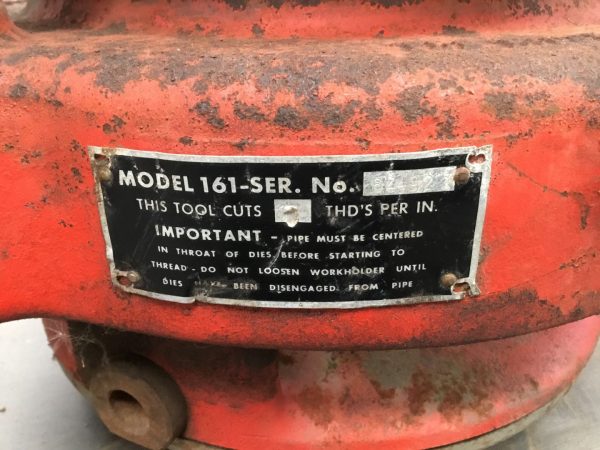 MODEL 161-SER. No.
THIS TOOL CUTS THD'S PER IN.
IMPORTANT - PIPE MUST BE CENTERED
IN THROAT OF DIES BEFORE STARTING TO
THREAD - DO NOT LOOSEN WORKHOLDER UNTIL
DIES HAVE BEEN DISENGAGED FROM PIPE